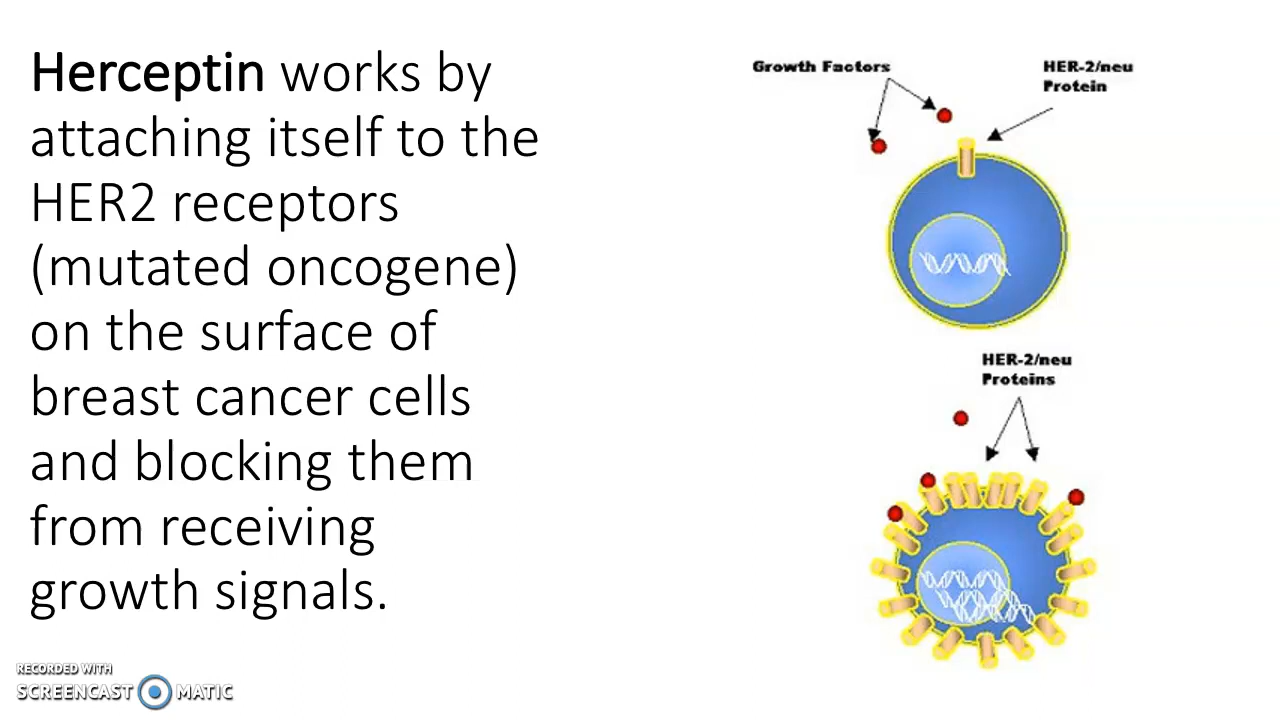 Herceptin works by
attaching itself to the
HER2 receptors
(mutated oncogene)
on the surface of
breast cancer cells
and blocking them
from receiving
growth signals.
Growth Factors
HER-2/neu
Protein
HER-2/neu
Proteins
RECORDED WITH
SCREENCAST MATIC